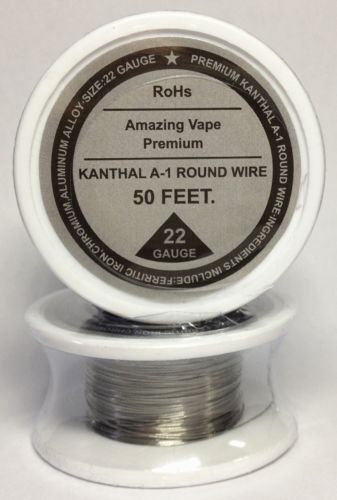 PREMIUM KANTHAL A-1 ROUND WIRE:INGREDIENTS INCLUDE:FERRITIC IRON,CHROMIUM,ALUMINUM ALLOY-SIZE:22 GAUGE
RoHs
Amazing Vape
Premium
KANTHAL A-1 ROUND WIRE
50 FEET.
22
GAUGE